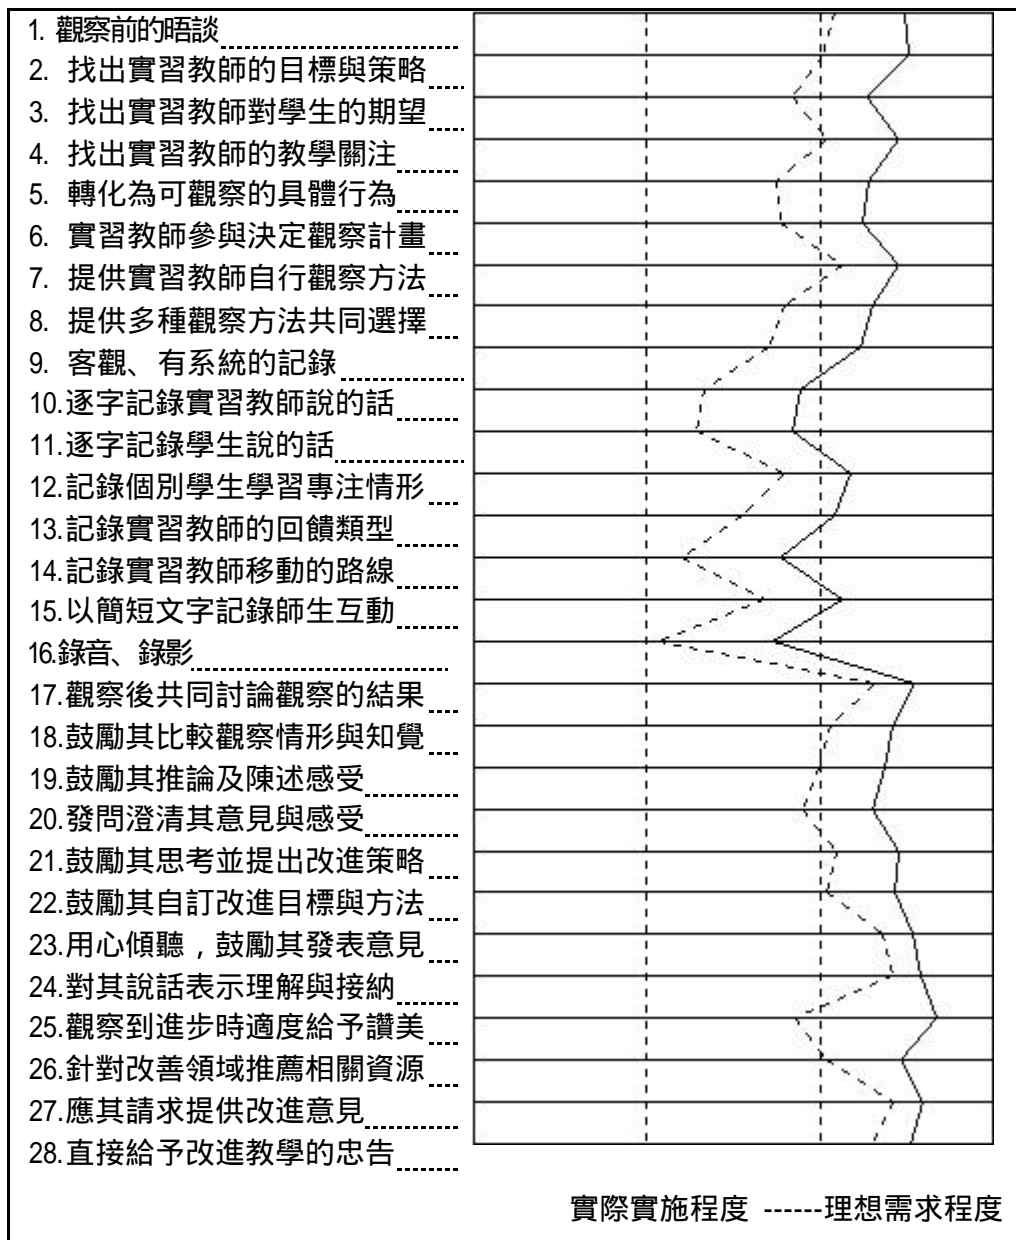 1. 觀察前的晤談
2. 找出實習教師的目標與策略
3. 找出實習教師對學生的期望
4. 找出實習教師的教學關注
5. 轉化為可觀察的具體行為
6. 實習教師參與決定觀察計畫
7. 提供實習教師自行觀察方法
8. 提供多種觀察方法共同選擇
9. 客觀、有系統的記錄
10.逐字記錄實習教師說的話
11.逐字記錄學生說的話
12.記錄個別學生學習專注情形
13.記錄實習教師的回饋類型
14.記錄實習教師移動的路線
15.以簡短文字記錄師生互動
16.錄音、錄影
17.觀察後共同討論觀察的結果
18.鼓勵其比較觀察情形與知覺
19.鼓勵其推論及陳述感受
20.發問澄清其意見與感受
21.鼓勵其思考並提出改進策略
22.鼓勵其自訂改進目標與方法
23.用心傾聽，鼓勵其發表意見
24.對其說話表示理解與接納
25.觀察到進步時適度給予讚美
26.針對改善領域推薦相關資源
27.應其請求提供改進意見
28.直接給予改進教學的忠告
實際實施程度 ------理想需求程度